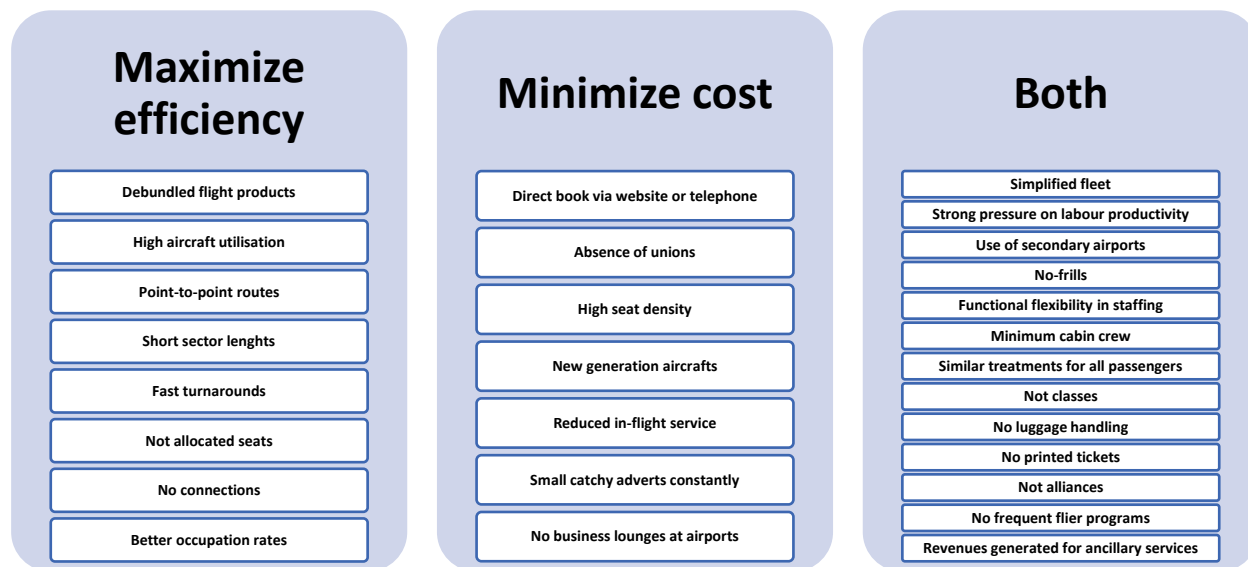 Maximize
efficiency
Debundled flight products
High aircraft utilisation
Point-to-point routes
Short sector lenghts
Fast turnarounds
Not allocated seats
No connections
Better occupation rates
Minimize cost
Direct book via website or telephone
Absence of unions
High seat density
New generation aircrafts
Reduced in-flight service
Small catchy adverts constantly
No business lounges at airports
Both
Simplified fleet
Strong pressure on labour productivity
Use of secondary airports
No-frills
Functional flexibility in staffing
Minimum cabin crew
Similar treatments for all passengers
Not classes
No luggage handling
No printed tickets
Not alliances
No frequent flier programs
Revenues generated for ancillary services